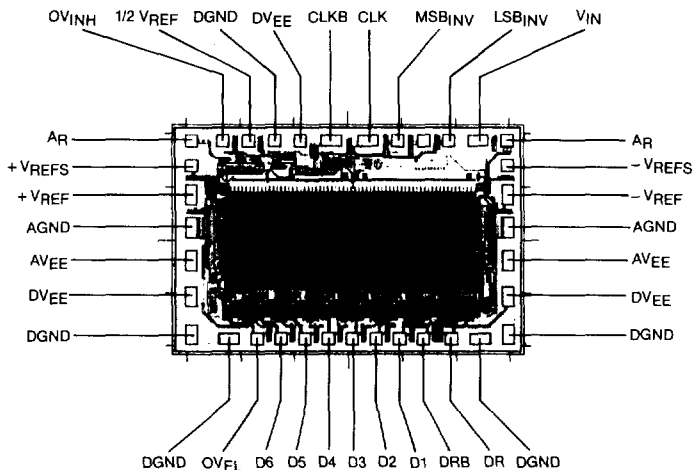 OVINH 1/2 VREF DGND DVEE CLKB CLK MSBINV LSBINV VIN
AR AR
+VREFS -VREFS
+VREF -VREF
AGND AGND
AVEE AVEE
DVEE DVEE
DGND DGND
DGND OVFL D6 D5 D4 D3 D2 D1 DRB DR DGND